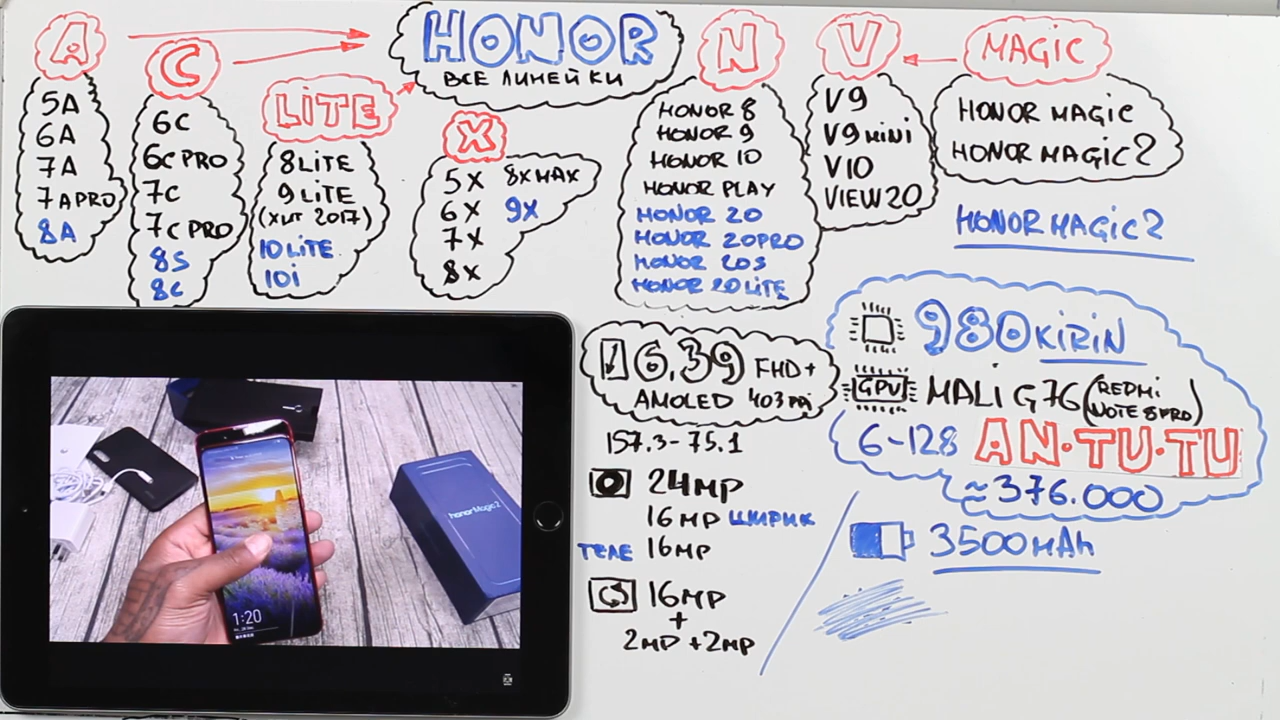 A
5A
6A
7A
7A PRO
8A
C
6C
6C PRO
7C
7C PRO
8S
8C
LITE
8 LITE
9 LITE
(ХИТ 2017)
10 LITE
10i
HONOR
ВСЕ ЛИНЕЙКИ
X
5X 8X MAX
6X 9X
7X
8X
N
HONOR 8
HONOR 9
HONOR 10
HONOR PLAY
HONOR 20
HONOR 20PRO
HONOR 20S
HONOR 20LITE
V
V9
V9 MINI
V10
VIEW20
MAGIC
HONOR MAGIC
HONOR MAGIC 2
HONOR MAGIC 2
6,39 FHD+
AMOLED 403 PPi
157.3-75.1
24MP
16MP ШИРИК
ТЕЛЕ 16MP
16MP
+
2MP +2MP
980 KIRIN
GPU MALI G76 (REDMI NOTE 8PRO)
6-128 AN·TU·TU
≈376.000
3500MAh
honor Magic 2
1:20